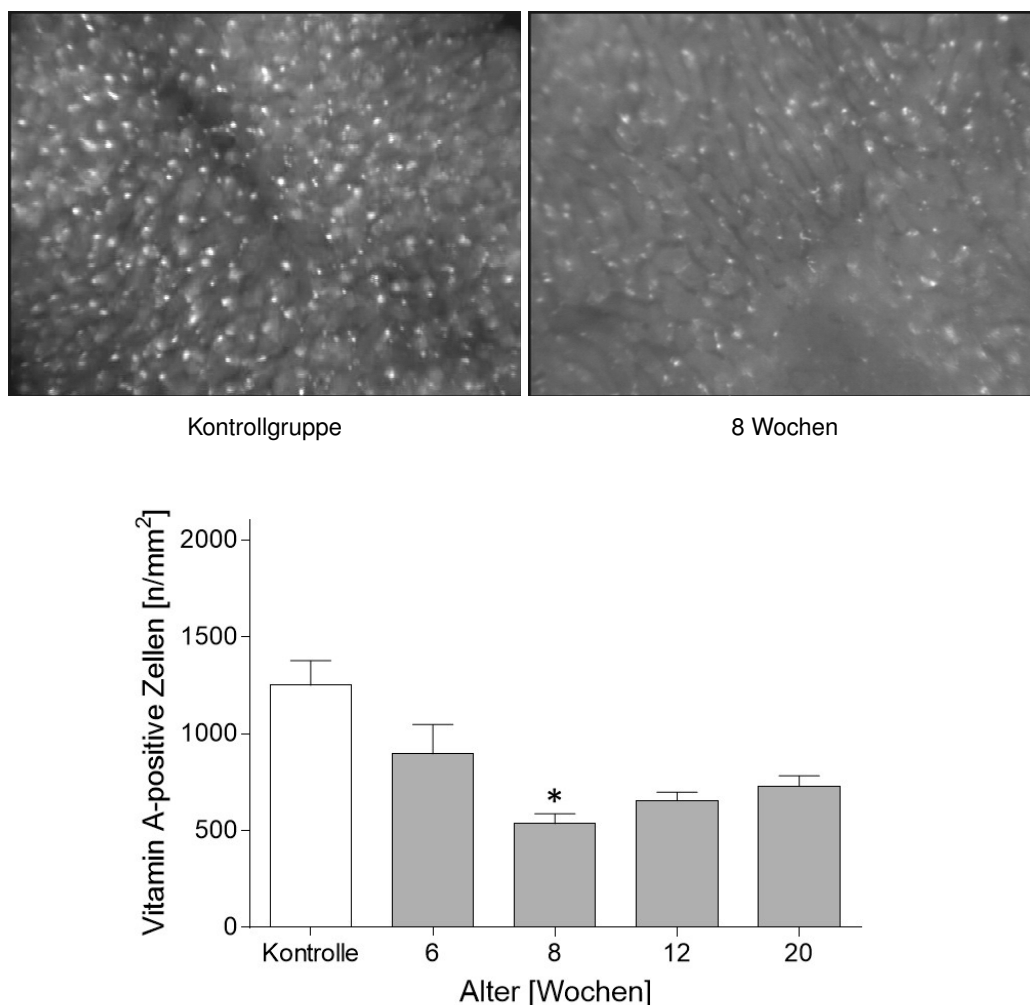 Kontrollgruppe
8 Wochen
Vitamin A-positive Zellen [n/mm²]
2000
1500
1000
500
0
*
Kontrolle 6 8 12 20
Alter [Wochen]